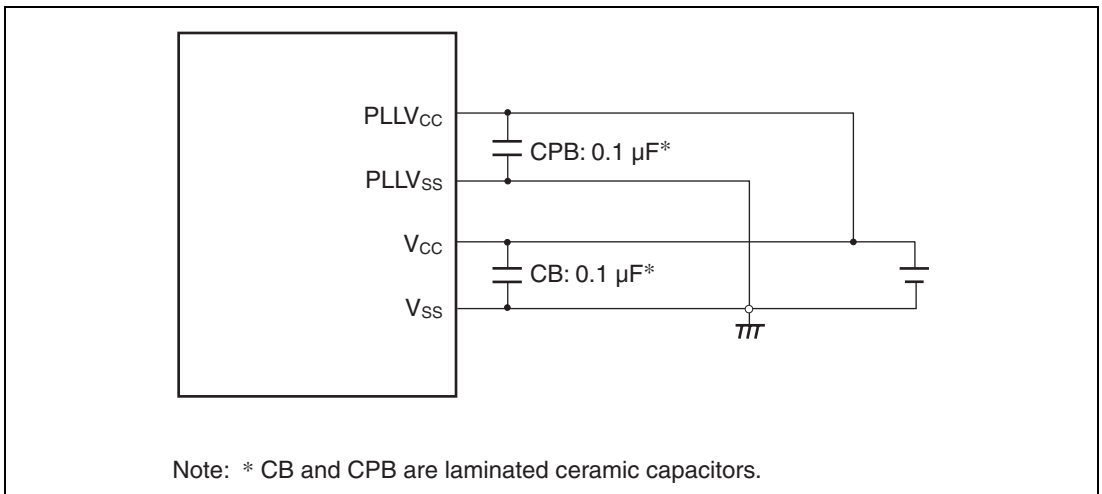 PLLVCC
CPB: 0.1 µF*
PLLVSS
VCC
CB: 0.1 µF*
VSS
Note: * CB and CPB are laminated ceramic capacitors.